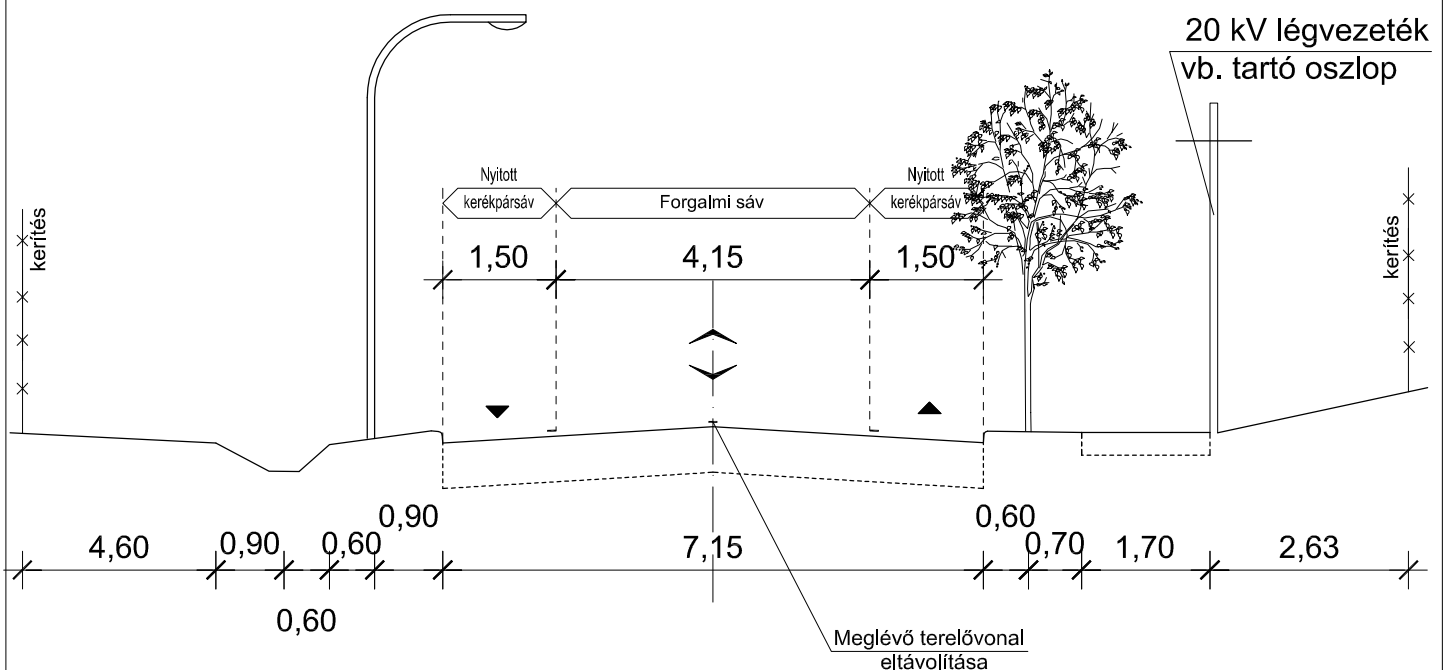 20 kV légvezeték
vb. tartó oszlop
kerítés
Nyitott
kerékpársáv
Forgalmi sáv
Nyitott
kerékpársáv
kerítés
1,50
4,15
1,50
4,60
0,90
0,60
0,60
0,90
7,15
0,60
0,70
1,70
2,63
Meglévő terelővonal
eltávolítása